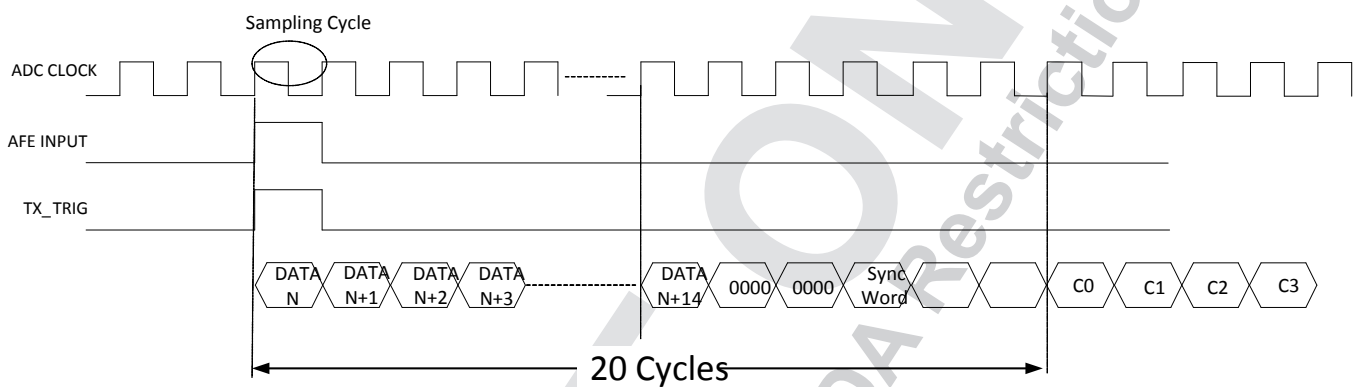 Sampling Cycle
ADC CLOCK
AFE INPUT
TX_TRIG
DATA
N
DATA
N+1
DATA
N+2
DATA
N+3
DATA
N+14
0000
0000
Sync
Word
C0
C1
C2
C3
20 Cycles